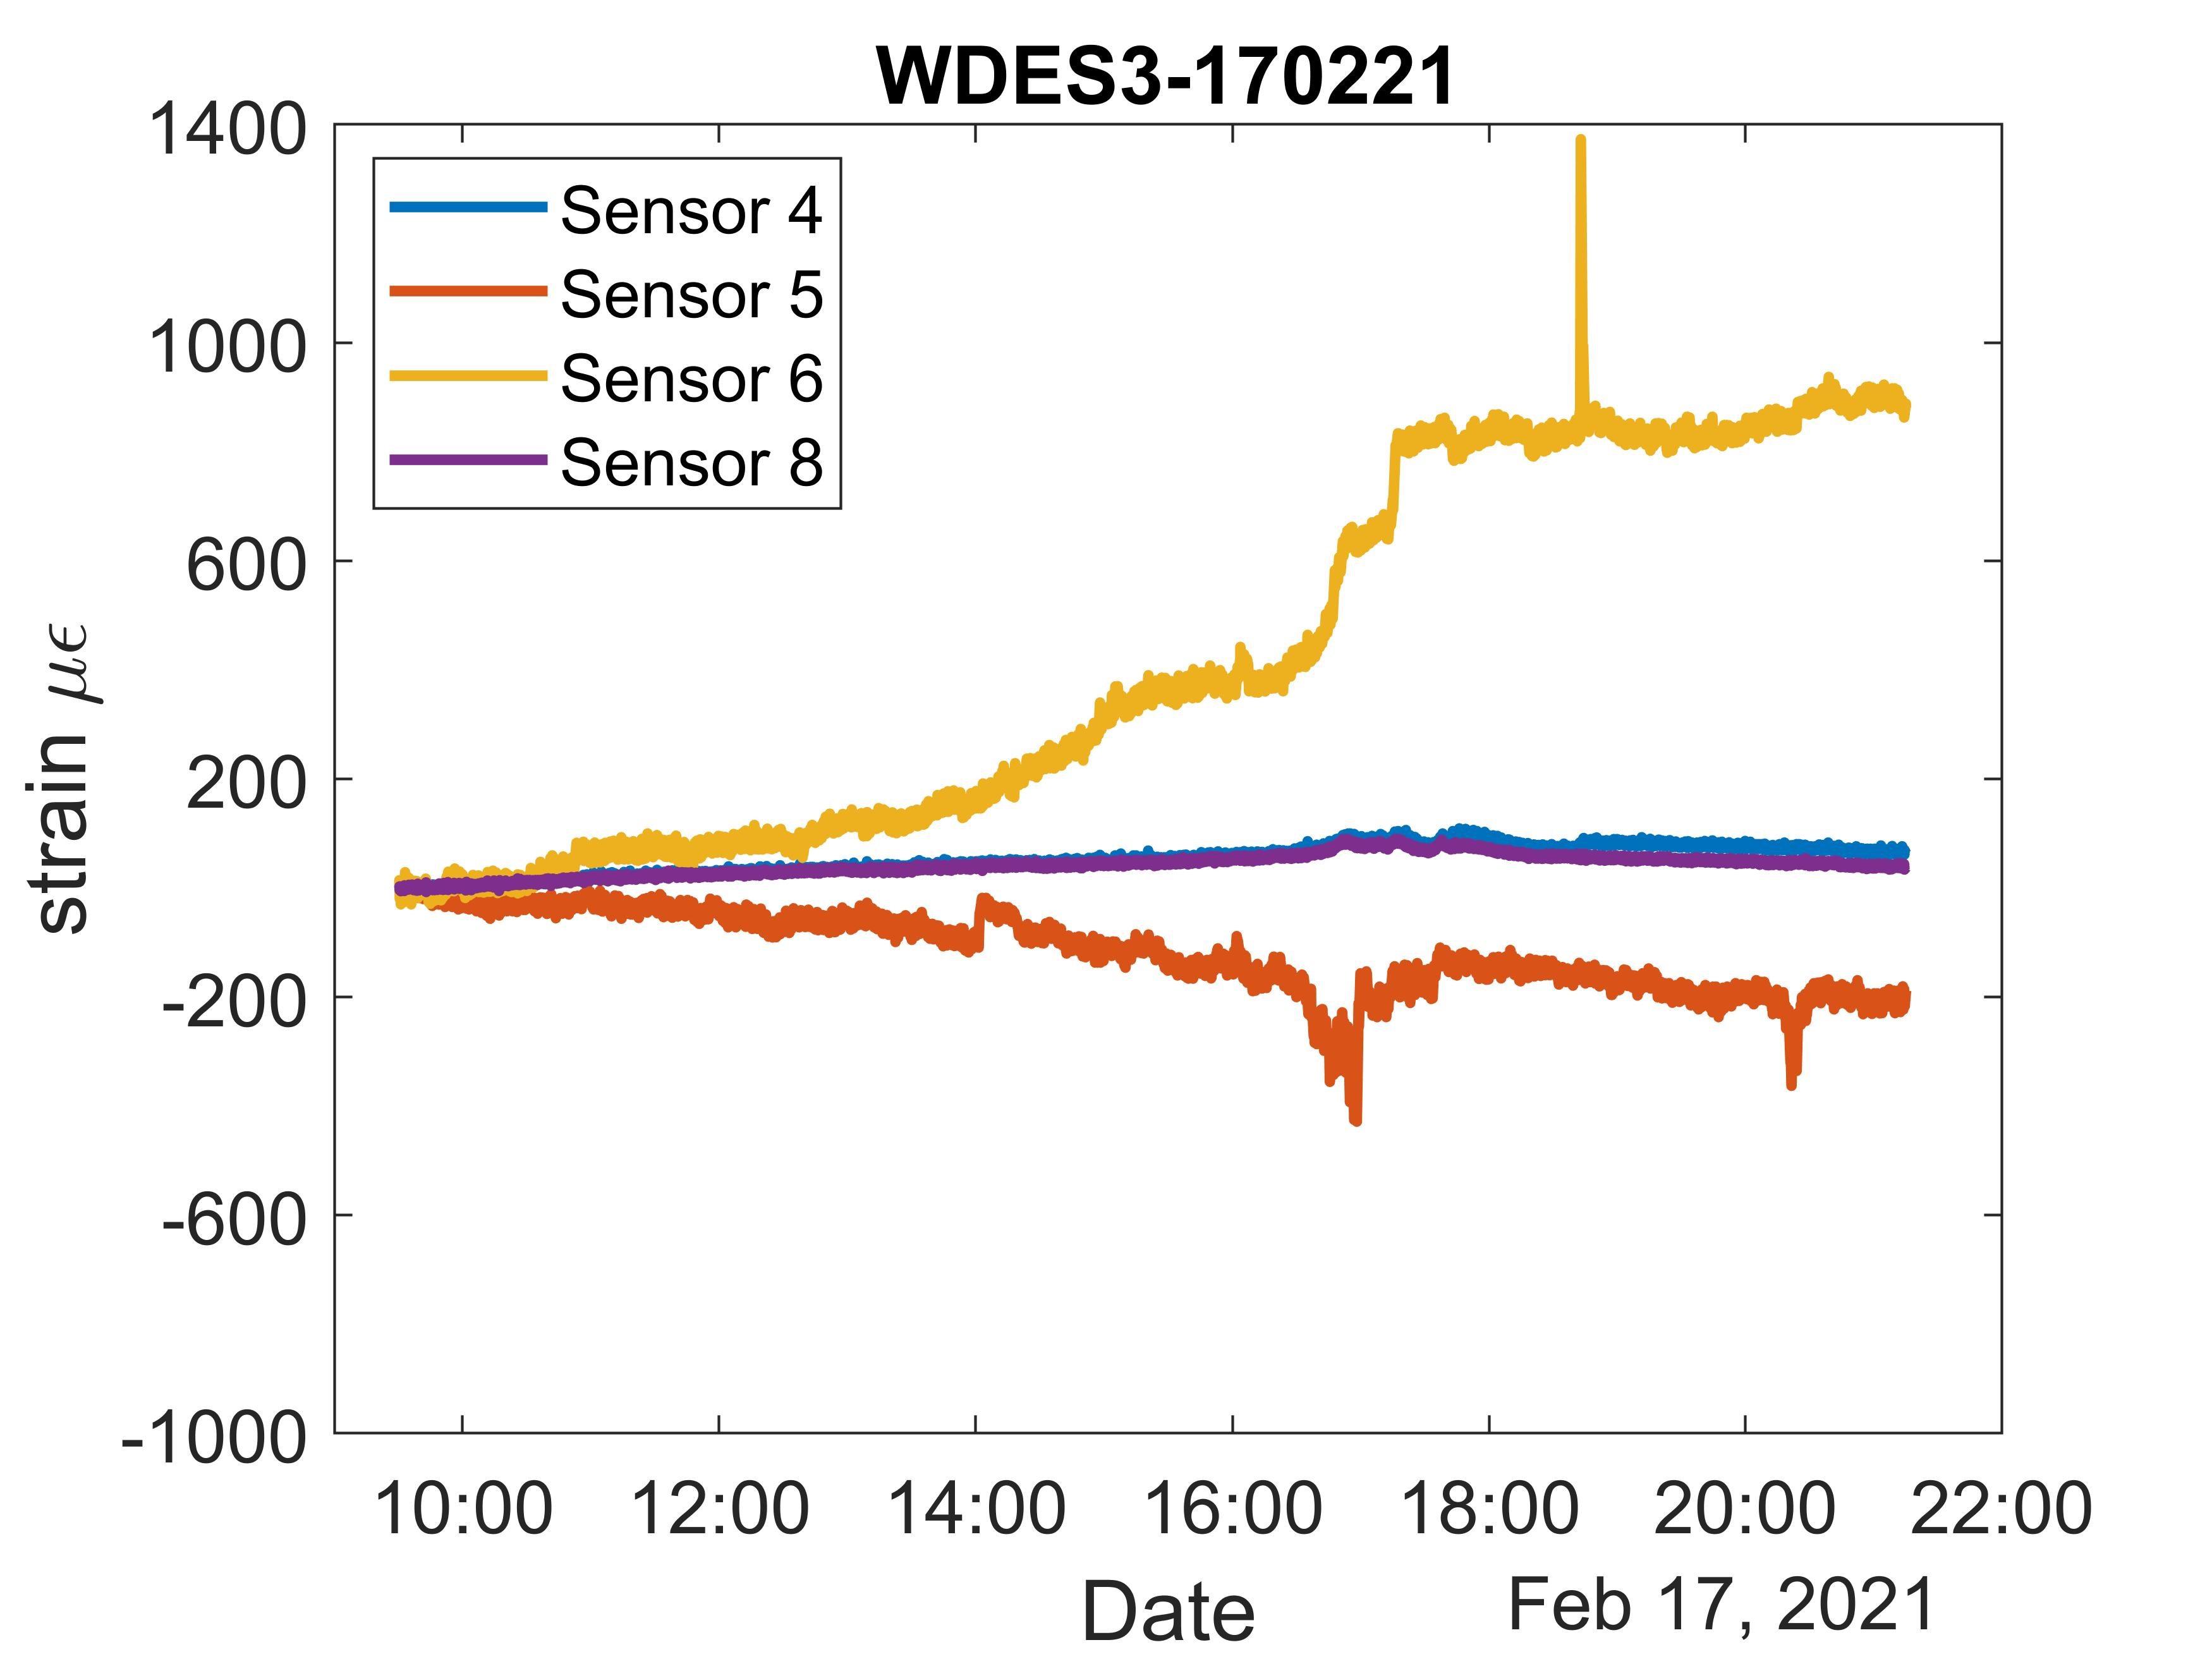 WDES3-170221
1400
1000
600
200
-200
-600
-1000
strain με
Sensor 4
Sensor 5
Sensor 6
Sensor 8
10:00 12:00 14:00 16:00 18:00 20:00 22:00
Date
Feb 17, 2021